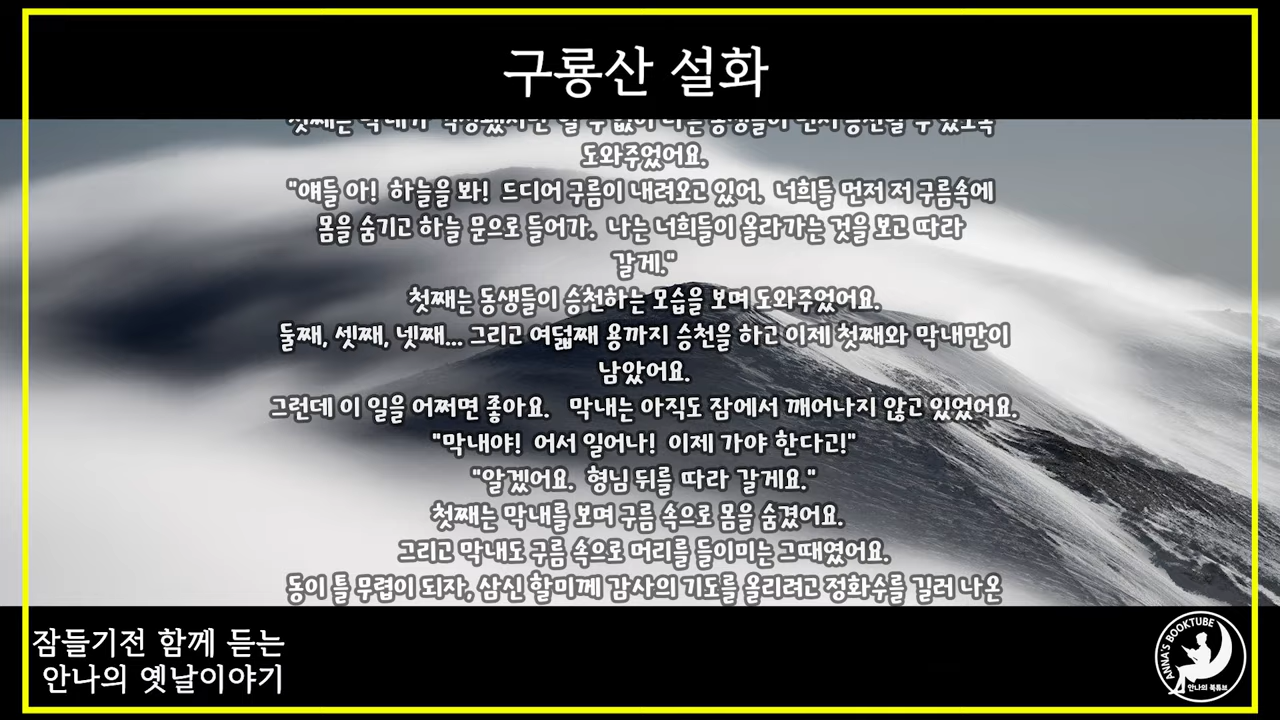 구룡산 설화
도와주었어요.
"얘들 아! 하늘을 봐! 드디어 구름이 내려오고 있어. 너희들 먼저 저 구름속에
몸을 숨기고 하늘 문으로 들어가. 나는 너희들이 올라가는 것을 보고 따라
갈게."
첫째는 동생들이 승천하는 모습을 보며 도와주었어요.
둘째, 셋째, 넷째... 그리고 여덟째 용까지 승천을 하고 이제 첫째와 막내만이
남았어요.
그런데 이 일을 어쩌면 좋아요. 막내는 아직도 잠에서 깨어나지 않고 있었어요.
"막내야! 어서 일어나! 이제 가야 한다고!"
"알겠어요. 형님 뒤를 따라 갈게요."
첫째는 막내를 보며 구름 속으로 몸을 숨겼어요.
그리고 막내도 구름 속으로 머리를 들이미는 그때였어요.
동이 틀 무렵이 되자, 삼신 할미께 감사의 기도를 올리려고 정화수를 길러 나온
잠들기전 함께 듣는
안나의 옛날이야기
ANNA'S BOOKTUBE
안나의 북튜브